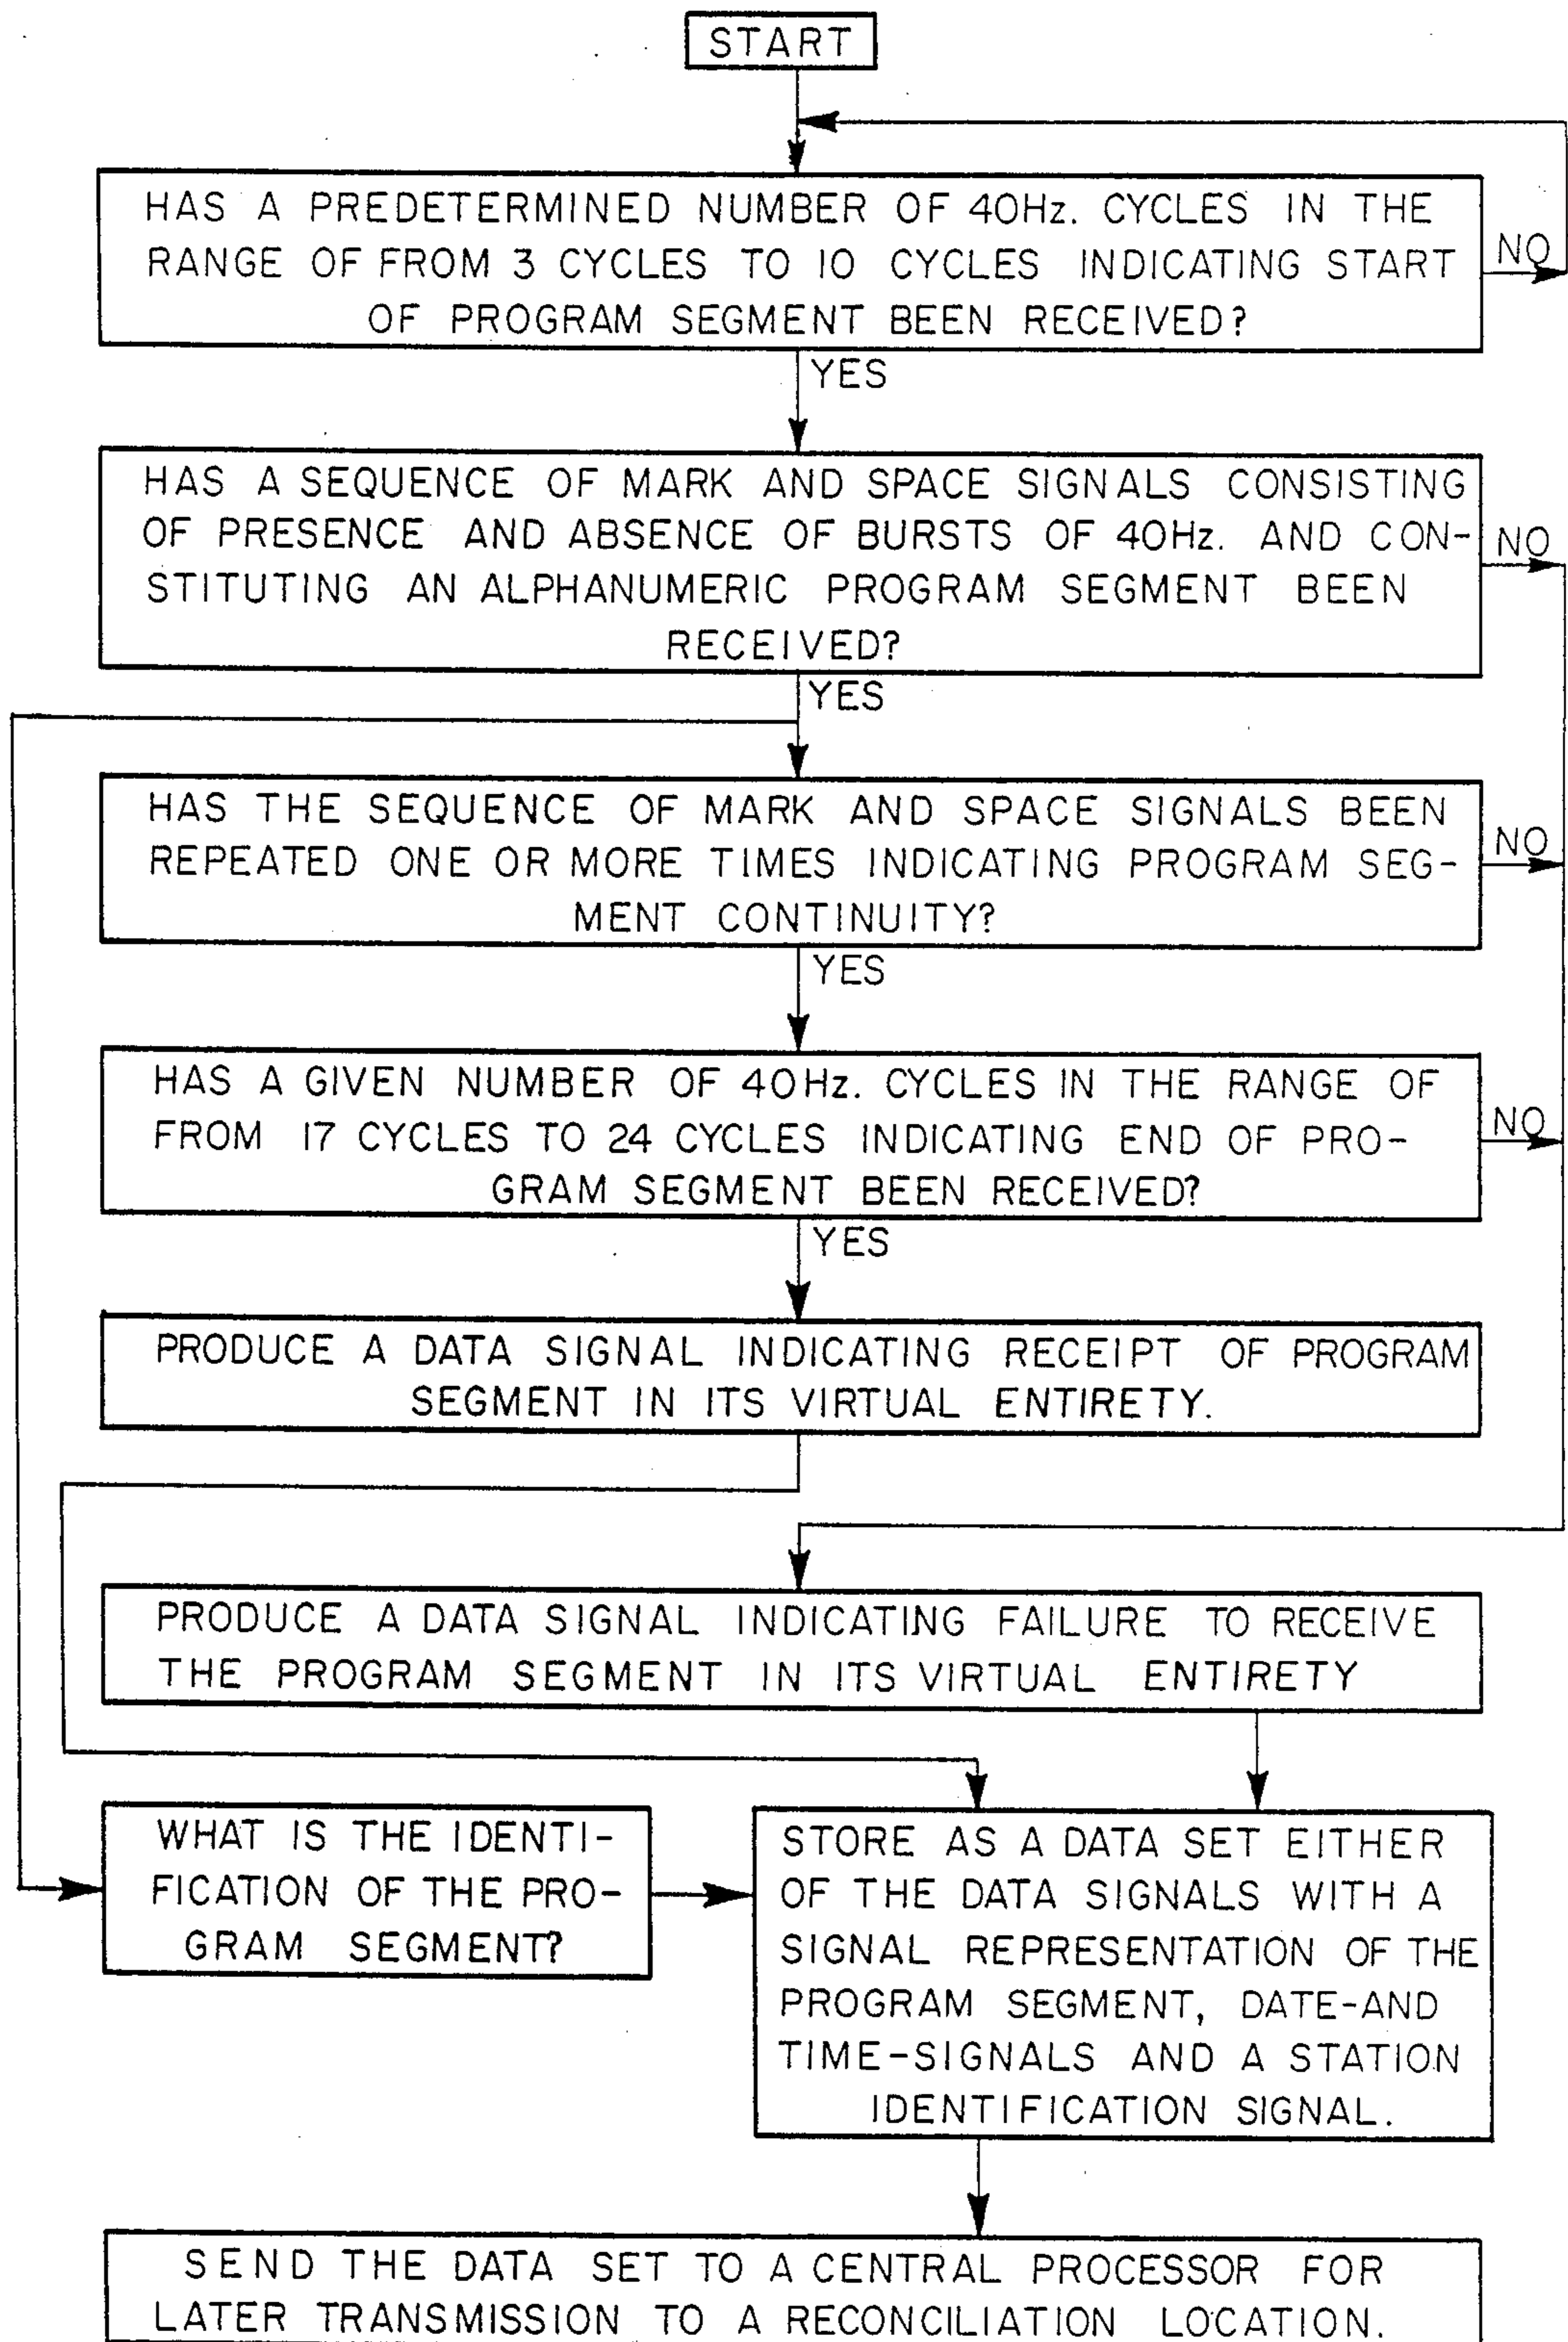 START
HAS A PREDETERMINED NUMBER OF 40Hz. CYCLES IN THE
RANGE OF FROM 3 CYCLES TO 10 CYCLES INDICATING START
OF PROGRAM SEGMENT BEEN RECEIVED?
NO
YES
HAS A SEQUENCE OF MARK AND SPACE SIGNALS CONSISTING
OF PRESENCE AND ABSENCE OF BURSTS OF 40Hz. AND CON-
STITUTING AN ALPHANUMERIC PROGRAM SEGMENT BEEN
RECEIVED?
NO
YES
HAS THE SEQUENCE OF MARK AND SPACE SIGNALS BEEN
REPEATED ONE OR MORE TIMES INDICATING PROGRAM SEG-
MENT CONTINUITY?
NO
YES
HAS A GIVEN NUMBER OF 40Hz. CYCLES IN THE RANGE OF
FROM 17 CYCLES TO 24 CYCLES INDICATING END OF PRO-
GRAM SEGMENT BEEN RECEIVED?
NO
YES
PRODUCE A DATA SIGNAL INDICATING RECEIPT OF PROGRAM
SEGMENT IN ITS VIRTUAL ENTIRETY.
PRODUCE A DATA SIGNAL INDICATING FAILURE TO RECEIVE
THE PROGRAM SEGMENT IN ITS VIRTUAL ENTIRETY
WHAT IS THE IDENTI-
FICATION OF THE PRO-
GRAM SEGMENT?
STORE AS A DATA SET EITHER
OF THE DATA SIGNALS WITH A
SIGNAL REPRESENTATION OF THE
PROGRAM SEGMENT, DATE-AND
TIME-SIGNALS AND A STATION
IDENTIFICATION SIGNAL.
SEND THE DATA SET TO A CENTRAL PROCESSOR FOR
LATER TRANSMISSION TO A RECONCILIATION LOCATION.